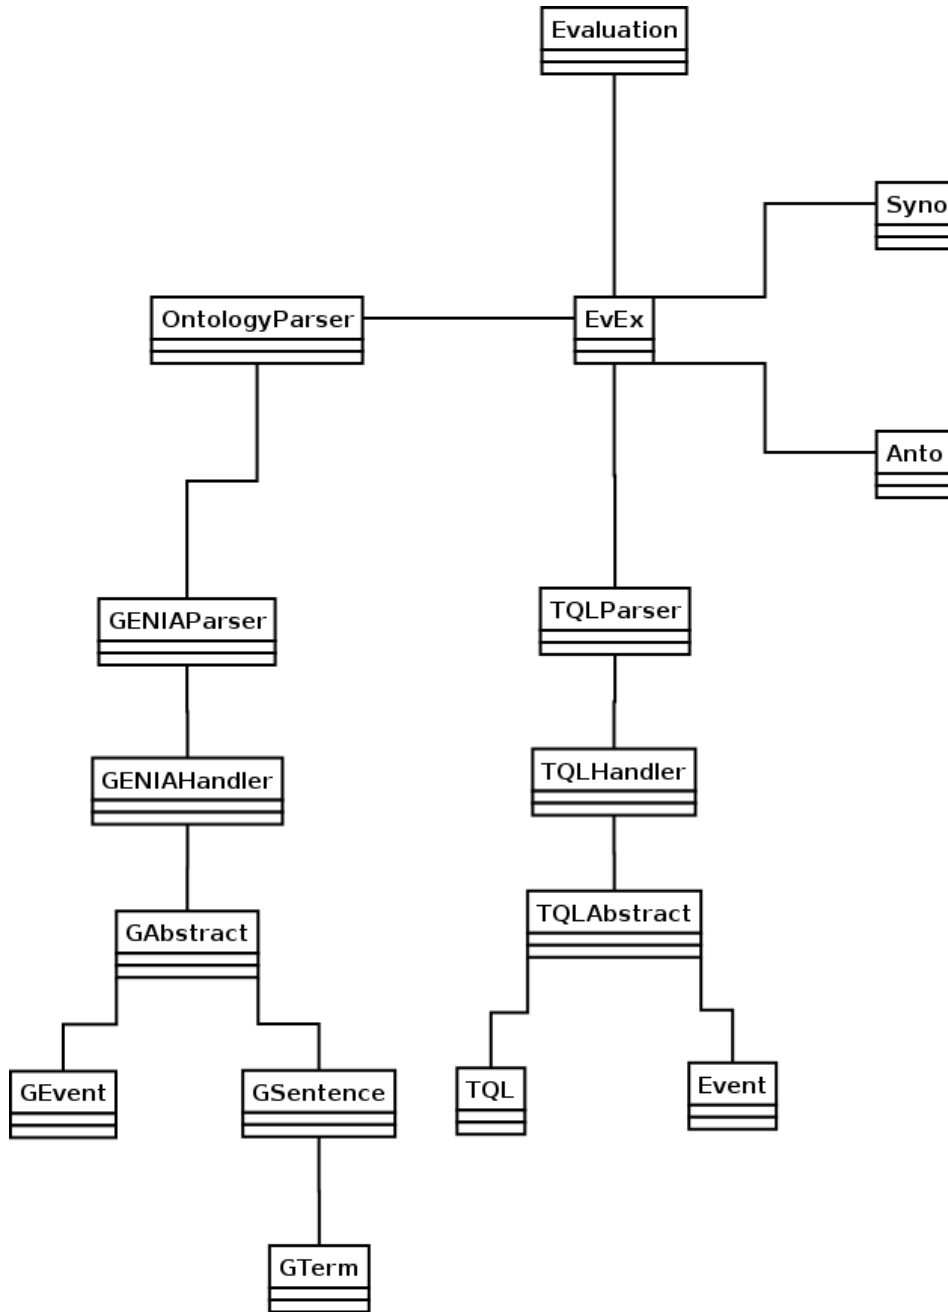 Evaluation
Syno
OntologyParser
EvEx
Anto
GENIAParser
TQLParser
GENIAHandler
TQLHandler
GAbstract
TQLAbstract
GEvent
GSentence
TQL
Event
GTerm